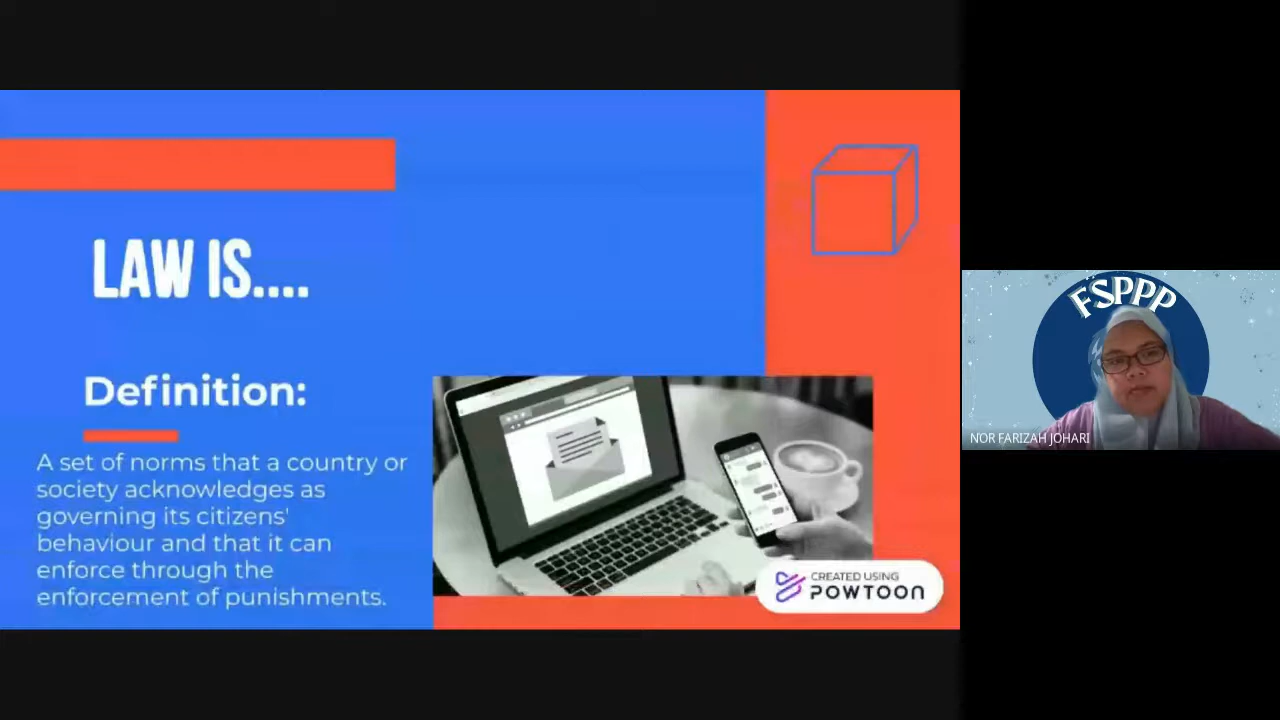 LAW IS....
Definition:
A set of norms that a country or
society acknowledges as
governing its citizens'
behaviour and that it can
enforce through the
enforcement of punishments.
CREATED USING
POWTOON
FSPPP
NOR FARIZAH JOHARI